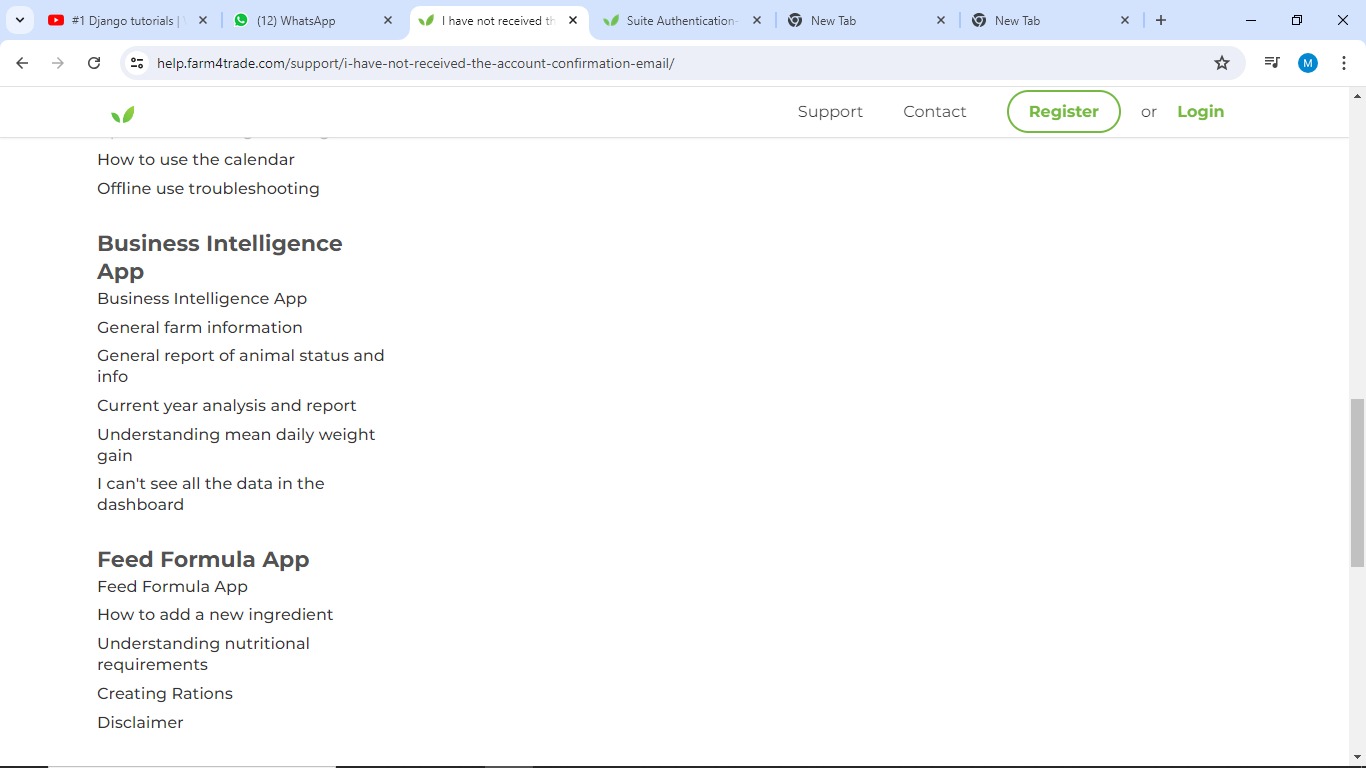 #1 Django tutorials |
(12) WhatsApp
I have not received th
Suite Authentication
New Tab
New Tab
help.farm4trade.com/support/i-have-not-received-the-account-confirmation-email/
M
Support
Contact
Register
or
Login
How to use the calendar
Offline use troubleshooting
Business Intelligence
App
Business Intelligence App
General farm information
General report of animal status and
info
Current year analysis and report
Understanding mean daily weight
gain
I can't see all the data in the
dashboard
Feed Formula App
Feed Formula App
How to add a new ingredient
Understanding nutritional
requirements
Creating Rations
Disclaimer